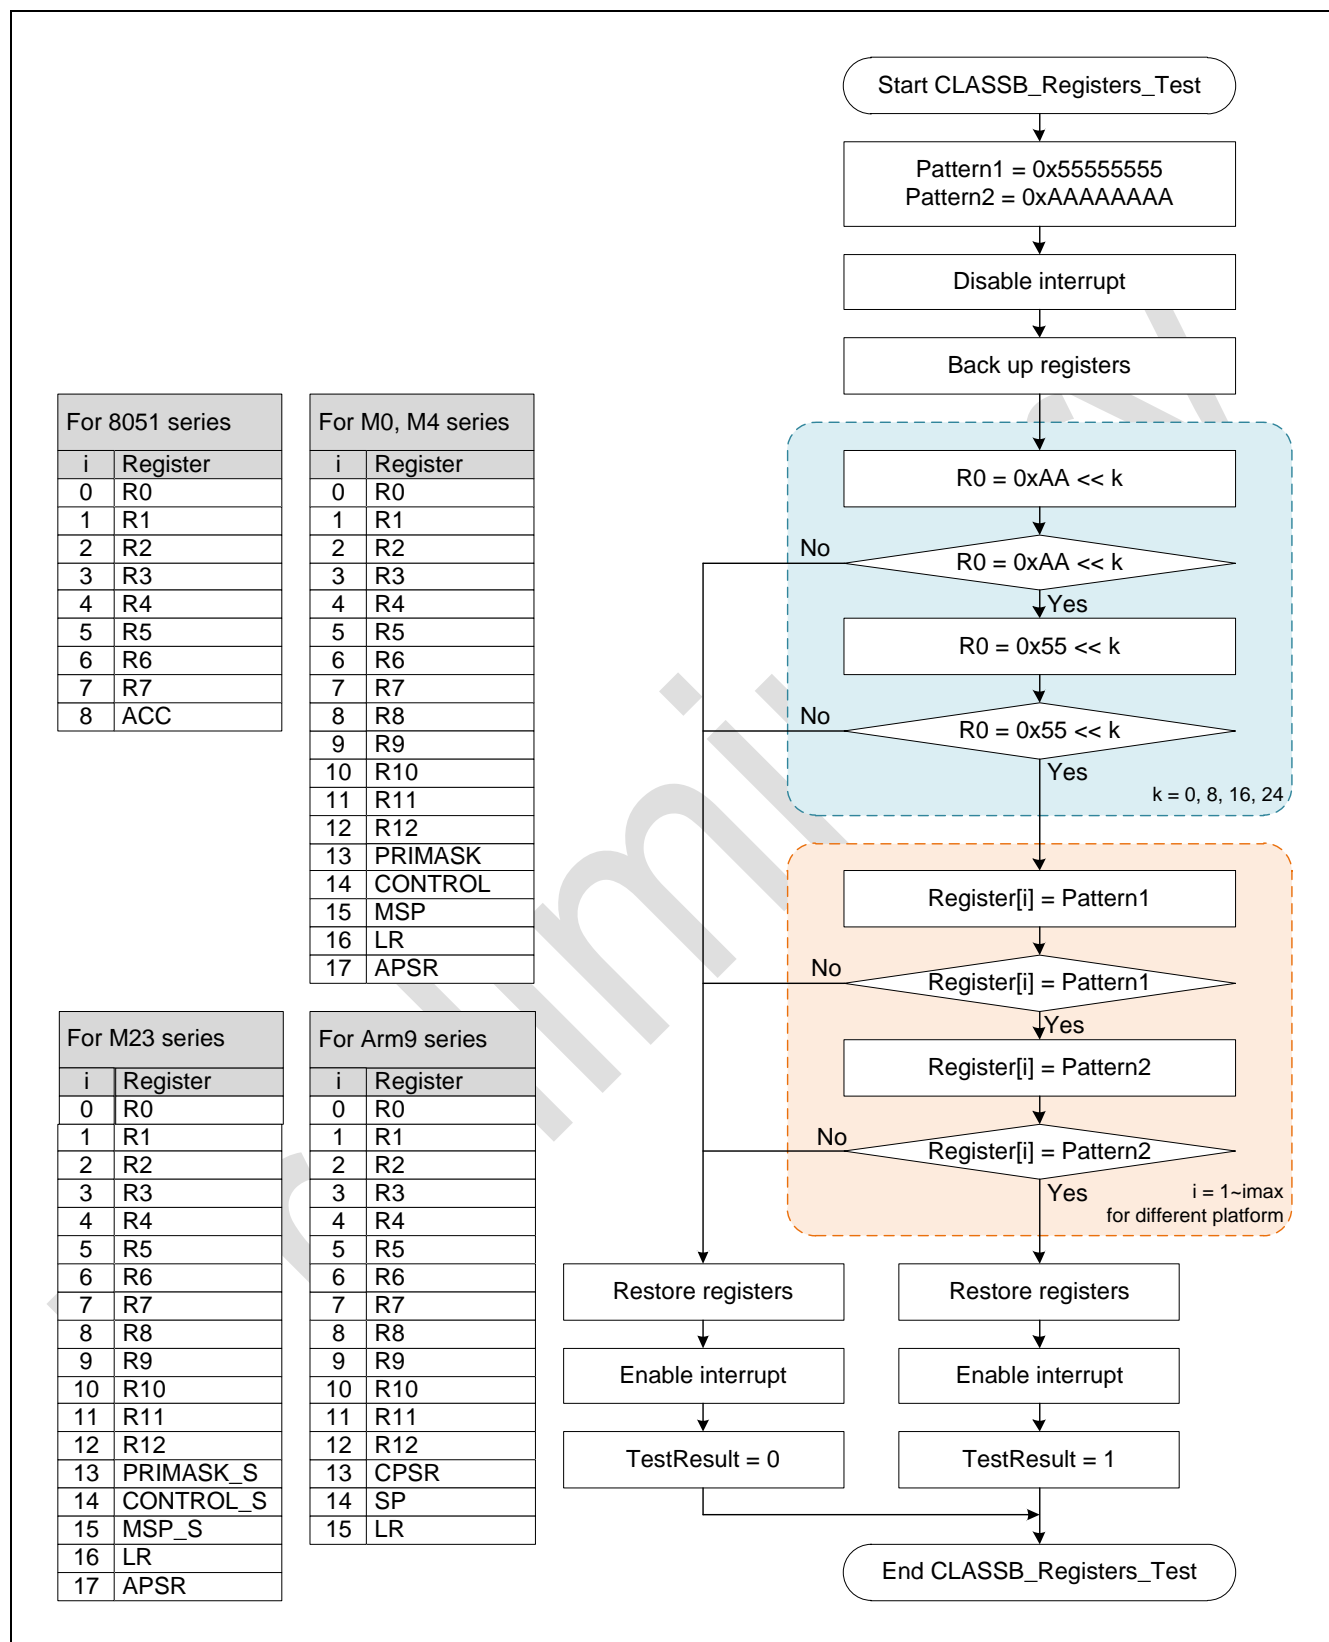 Start CLASSB_Registers_Test
Pattern1 = 0x55555555
Pattern2 = 0xAAAAAAAA
Disable interrupt
Back up registers
R0 = 0xAA << k
R0 = 0xAA << k
No
Yes
R0 = 0x55 << k
R0 = 0x55 << k
No
Yes
k = 0, 8, 16, 24
Register[i] = Pattern1
Register[i] = Pattern1
No
Yes
Register[i] = Pattern2
Register[i] = Pattern2
No
Yes
i = 1~imax
for different platform
Restore registers
Enable interrupt
TestResult = 0
Restore registers
Enable interrupt
TestResult = 1
End CLASSB_Registers_Test
For 8051 series
i Register
0 R0
1 R1
2 R2
3 R3
4 R4
5 R5
6 R6
7 R7
8 ACC
For M0, M4 series
i Register
0 R0
1 R1
2 R2
3 R3
4 R4
5 R5
6 R6
7 R7
8 R8
9 R9
10 R10
11 R11
12 R12
13 PRIMASK
14 CONTROL
15 MSP
16 LR
17 APSR
For M23 series
i Register
0 R0
1 R1
2 R2
3 R3
4 R4
5 R5
6 R6
7 R7
8 R8
9 R9
10 R10
11 R11
12 R12
13 PRIMASK_S
14 CONTROL_S
15 MSP_S
16 LR
17 APSR
For Arm9 series
i Register
0 R0
1 R1
2 R2
3 R3
4 R4
5 R5
6 R6
7 R7
8 R8
9 R9
10 R10
11 R11
12 R12
13 CPSR
14 SP
15 LR